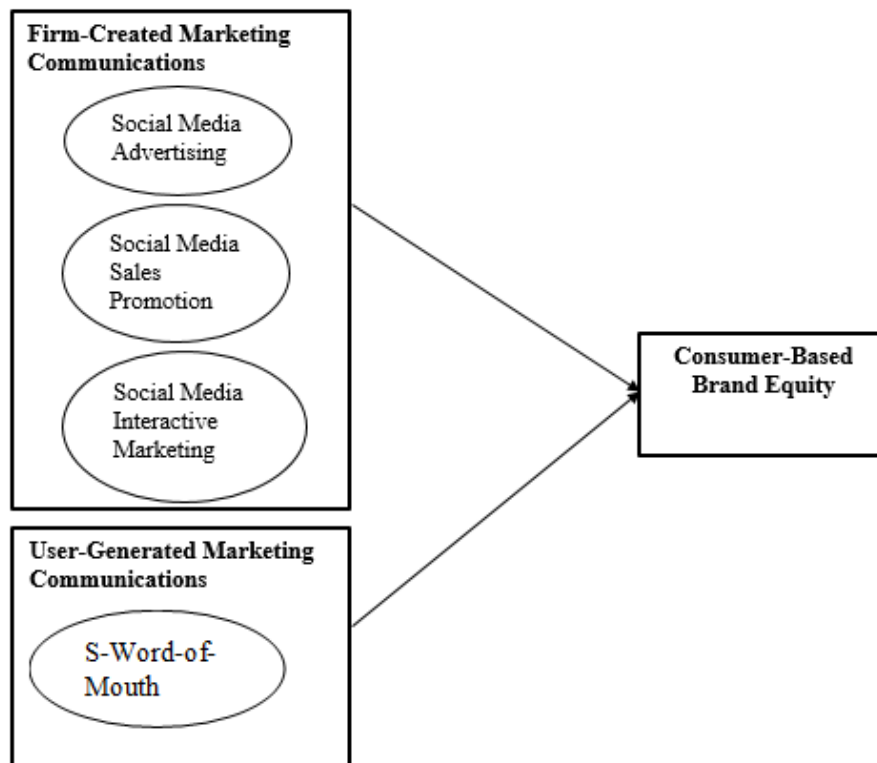 Firm-Created Marketing
Communications
Social Media
Advertising
Social Media
Sales
Promotion
Social Media
Interactive
Marketing
User-Generated Marketing
Communications
S-Word-of-
Mouth
Consumer-Based
Brand Equity